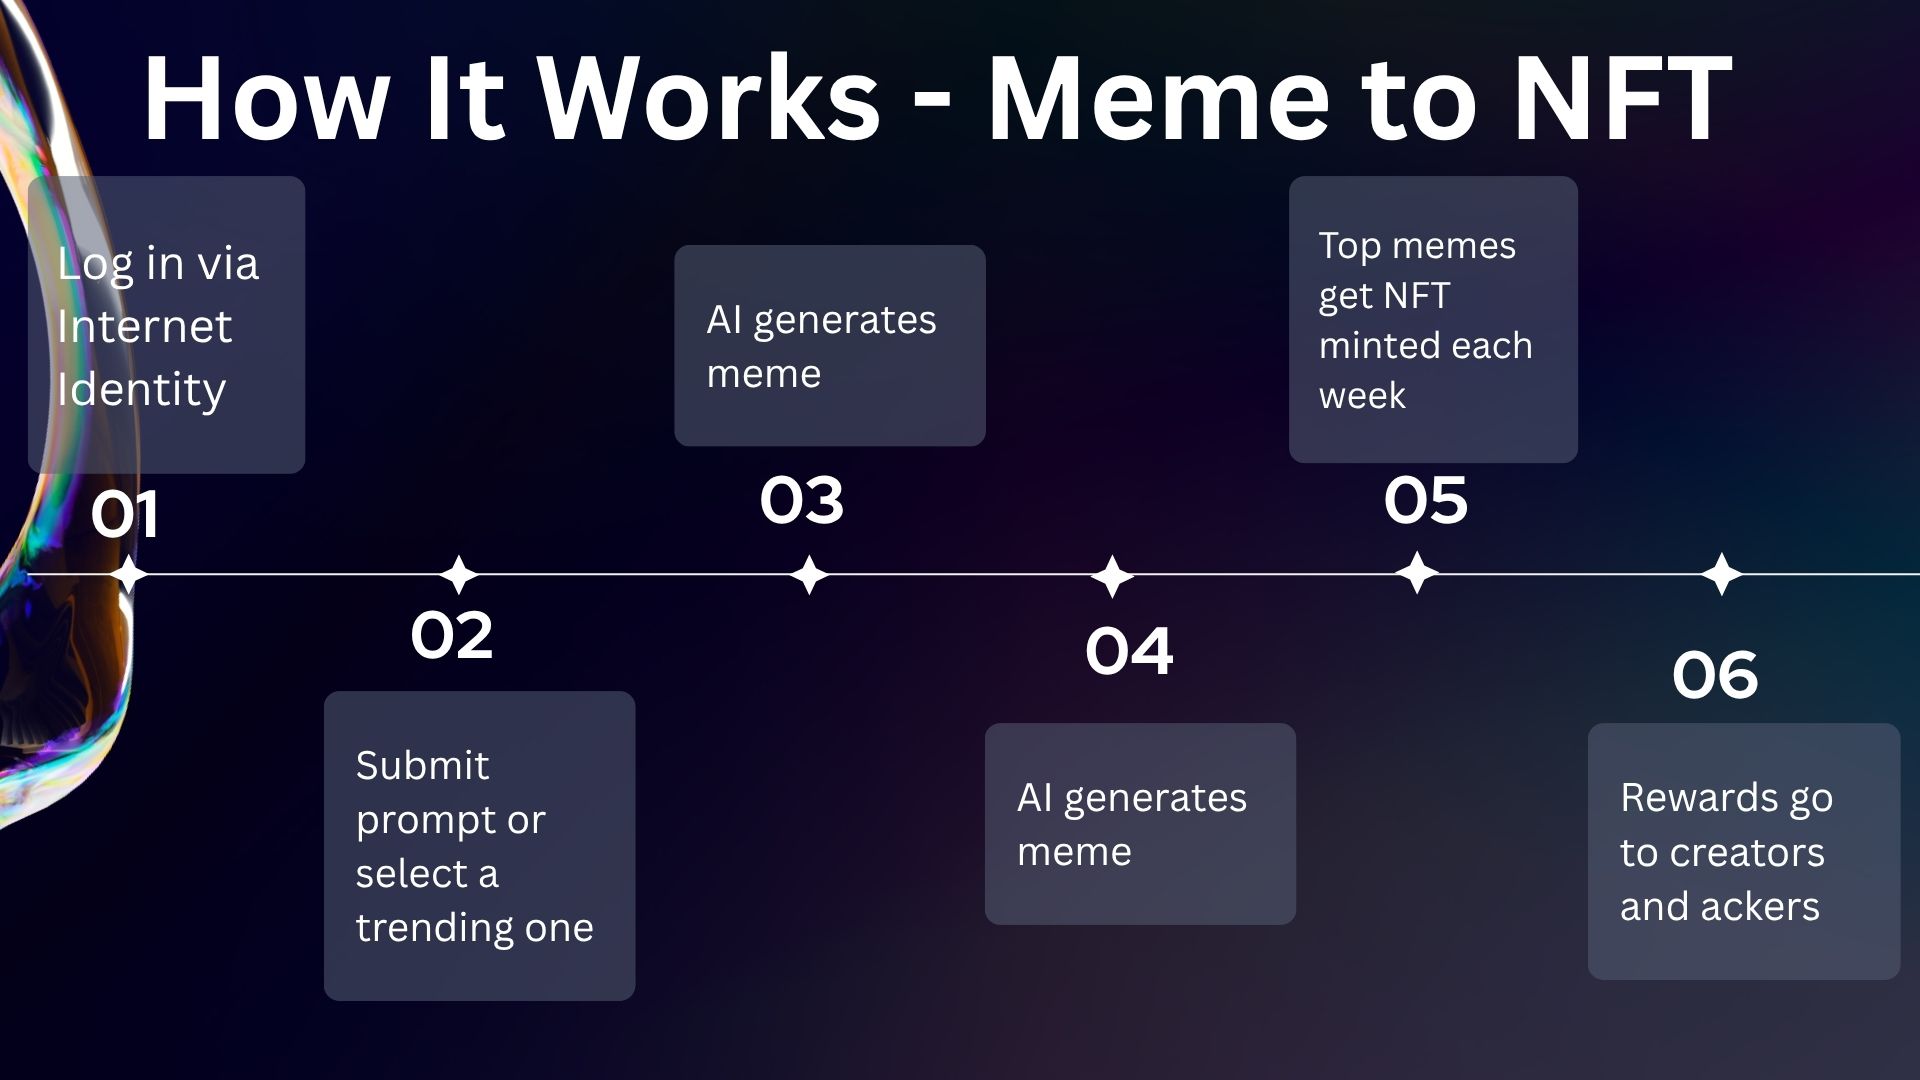 How It Works - Meme to NFT
Log in via
Internet
Identity
01
02
Submit
prompt or
select a
trending one
AI generates
meme
03
04
AI generates
meme
Top memes
get NFT
minted each
week
05
06
Rewards go
to creators
and ackers